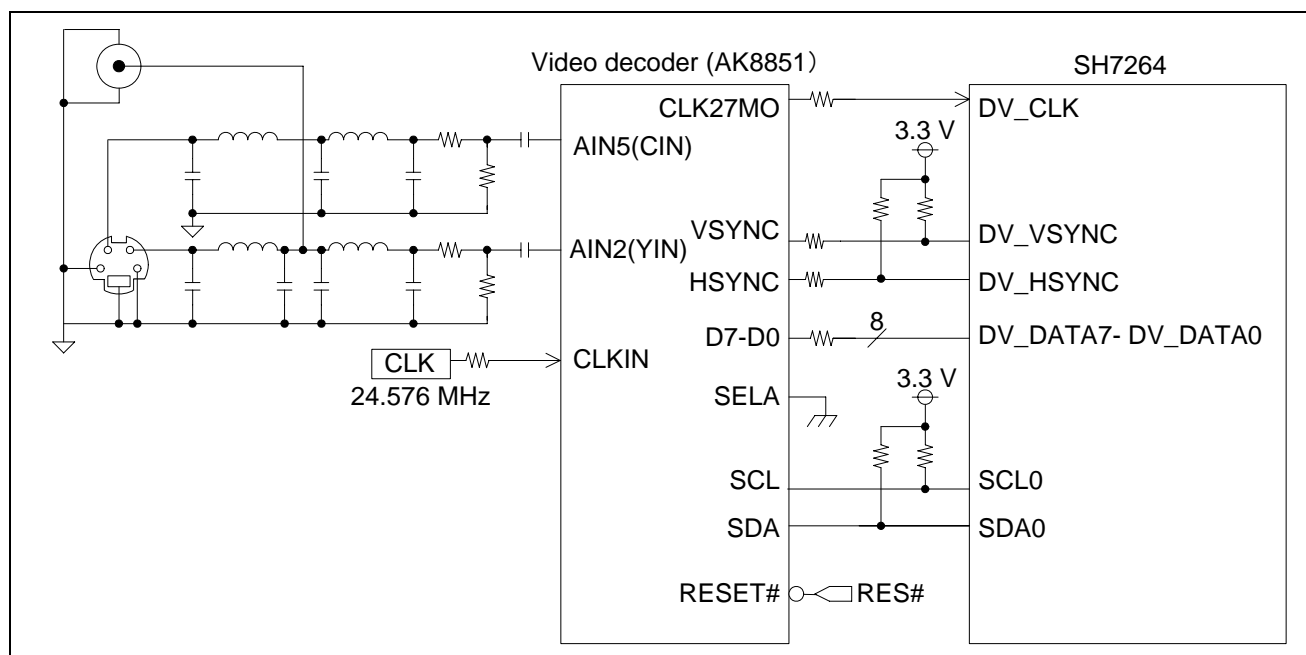 Video decoder (AK8851)
SH7264
CLK27MO
DV_CLK
3.3 V
AIN5(CIN)
VSYNC
DV_VSYNC
AIN2(YIN)
HSYNC
DV_HSYNC
D7-D0
8
DV_DATA7- DV_DATA0
CLK
CLKIN
24.576 MHz
3.3 V
SELA
SCL
SCL0
SDA
SDA0
RESET#
RES#